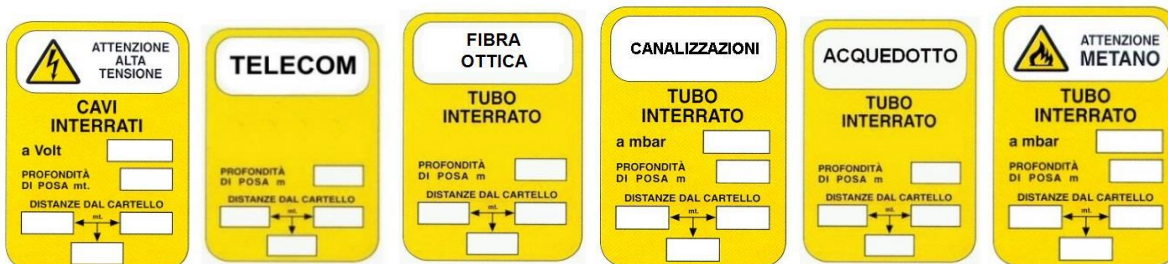 ATTENZIONE
ALTA
TENSIONE
CAVI
INTERRATI
a Volt
PROFONDITÀ
DI POSA mt.
DISTANZE DAL CARTELLO
mt.
TELECOM
PROFONDITÀ
DI POSA m
DISTANZE DAL CARTELLO
mt.
FIBRA
OTTICA
TUBO
INTERRATO
PROFONDITÀ
DI POSA m
DISTANZE DAL CARTELLO
mt.
CANALIZZAZIONI
TUBO
INTERRATO
a mbar
PROFONDITÀ
DI POSA m
DISTANZE DAL CARTELLO
mt.
ACQUEDOTTO
TUBO
INTERRATO
PROFONDITÀ
DI POSA m
DISTANZE DAL CARTELLO
mt.
ATTENZIONE
METANO
TUBO
INTERRATO
a mbar
PROFONDITÀ
DI POSA m
DISTANZE DAL CARTELLO
mt.